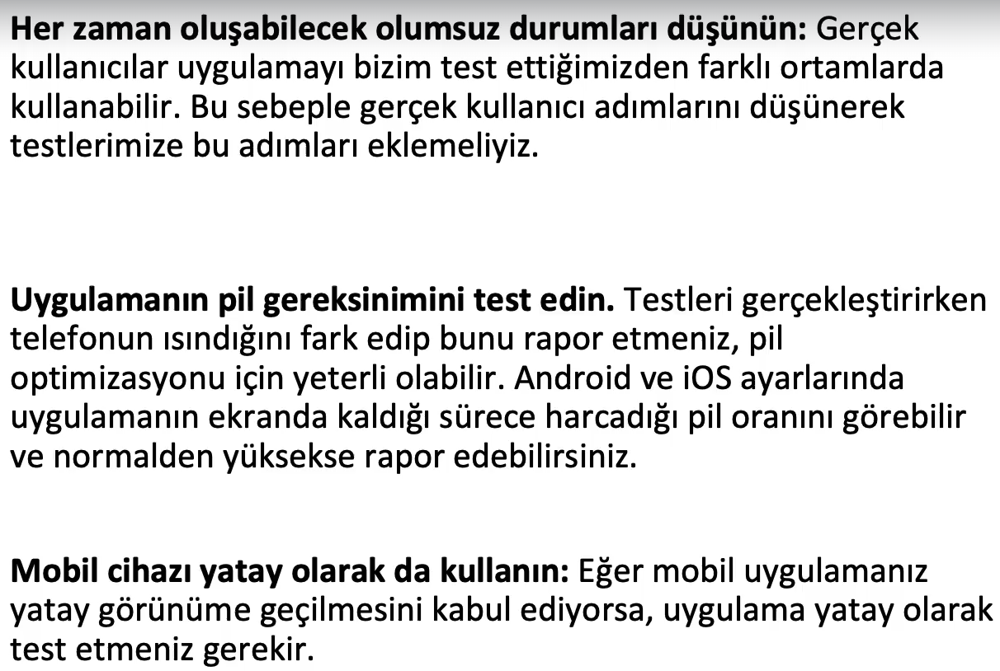 Her zaman oluşabilecek olumsuz durumları düşünün: Gerçek
kullanıcılar uygulamayı bizim test ettiğimizden farklı ortamlarda
kullanabilir. Bu sebeple gerçek kullanıcı adımlarını düşünerek
testlerimize bu adımları eklemeliyiz.
Uygulamanın pil gereksinimini test edin. Testleri gerçekleştirirken
telefonun ısındığını fark edip bunu rapor etmeniz, pil
optimizasyonu için yeterli olabilir. Android ve iOS ayarlarında
uygulamanın ekranda kaldığı sürece harcadığı pil oranını görebilir
ve normalden yüksekse rapor edebilirsiniz.
Mobil cihazı yatay olarak da kullanın: Eğer mobil uygulamanız
yatay görünüme geçilmesini kabul ediyorsa, uygulama yatay olarak
test etmeniz gerekir.